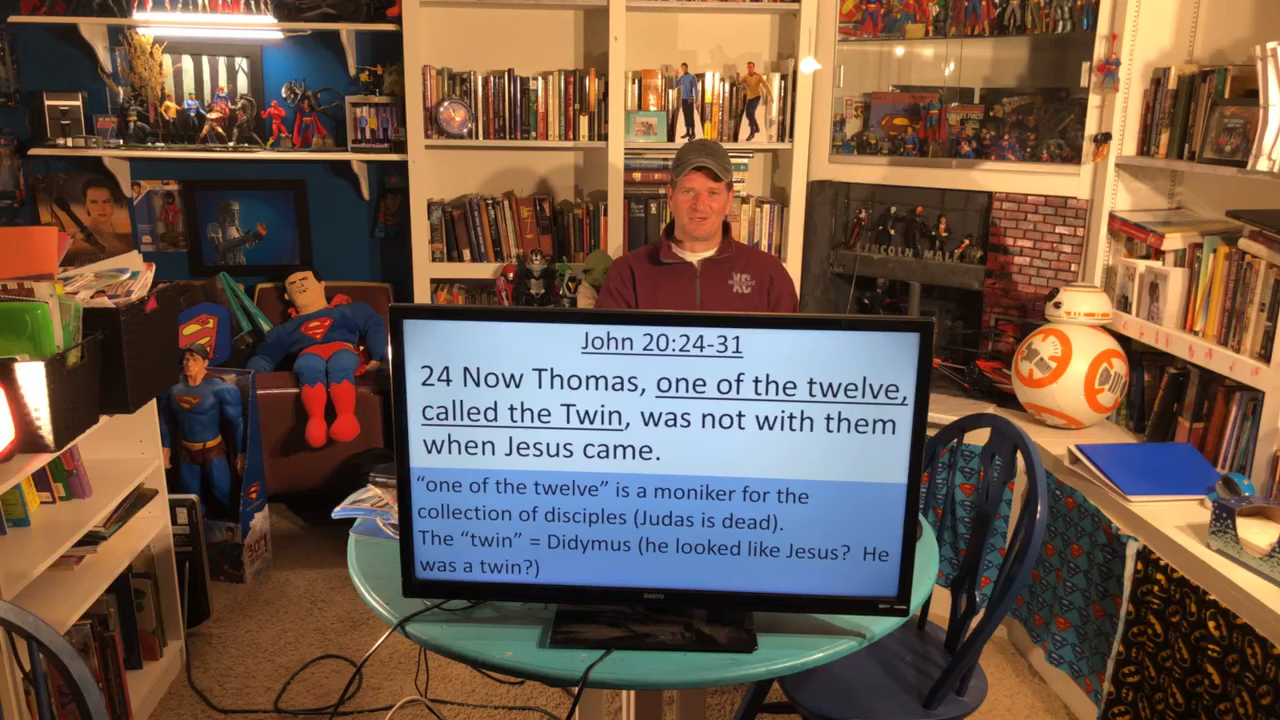 LINCOLN MALL
John 20:24-31
24 Now Thomas, one of the twelve,
called the Twin, was not with them
when Jesus came.
“one of the twelve” is a moniker for the
collection of disciples (Judas is dead).
The “twin” = Didymus (he looked like Jesus?  He
was a twin?)
SANYO